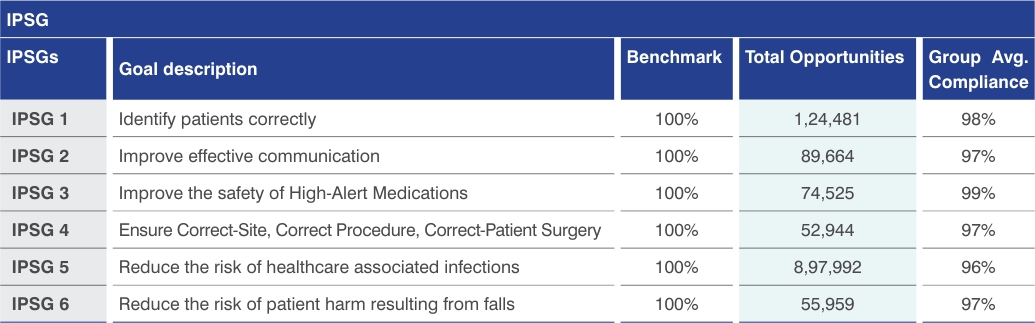 IPSG
IPSGs Goal description Benchmark Total Opportunities Group Avg. Compliance
IPSG 1 Identify patients correctly 100% 1,24,481 98%
IPSG 2 Improve effective communication 100% 89,664 97%
IPSG 3 Improve the safety of High-Alert Medications 100% 74,525 99%
IPSG 4 Ensure Correct-Site, Correct Procedure, Correct-Patient Surgery 100% 52,944 97%
IPSG 5 Reduce the risk of healthcare associated infections 100% 8,97,992 96%
IPSG 6 Reduce the risk of patient harm resulting from falls 100% 55,959 97%